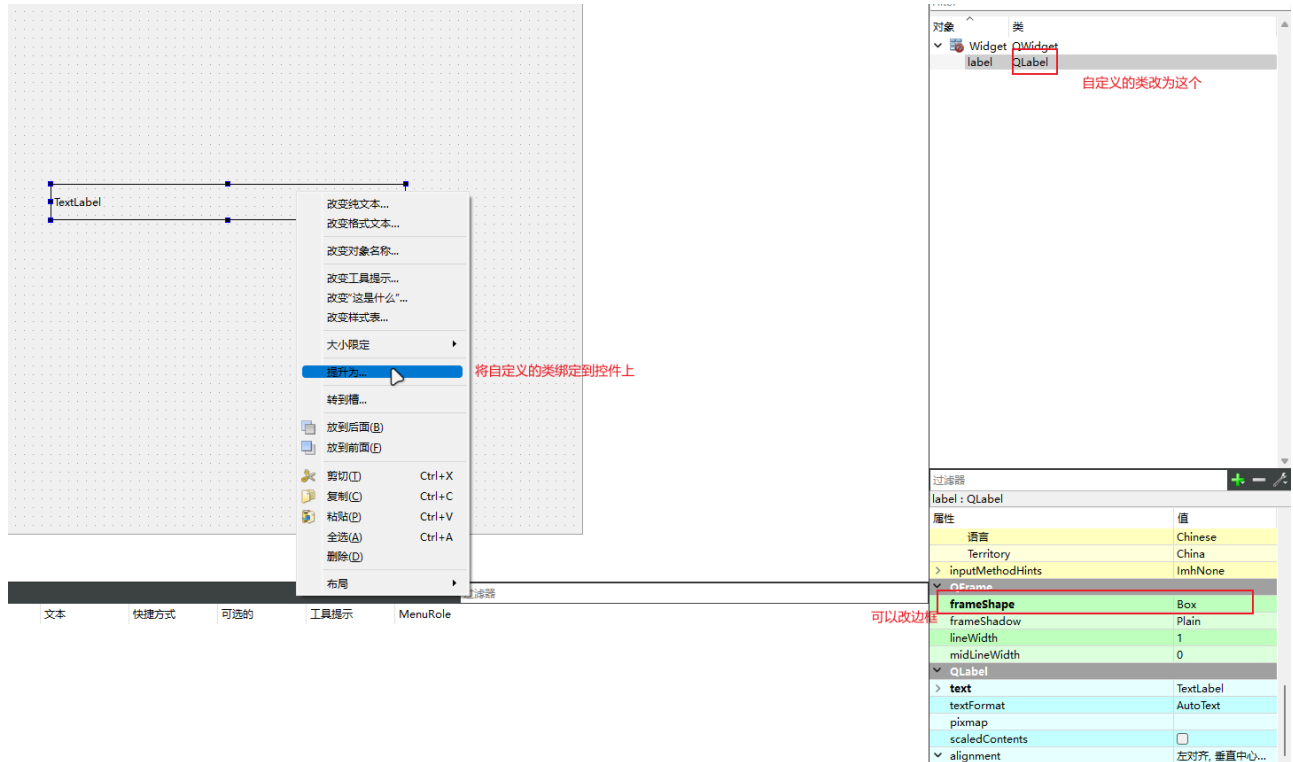 TextLabel
改变纯文本...
改变格式文本...
改变对象名称...
改变工具提示...
改变"这是什么"...
改变样式表...
大小限定
提升为...
将自定义的类绑定到控件上
转到槽...
放到后面(B)
放到前面(F)
剪切(T) Ctrl+X
复制(C) Ctrl+C
粘贴(P) Ctrl+V
全选(A) Ctrl+A
删除(D)
布局
过滤器
文本 快捷方式 可选的 工具提示 MenuRole
可以改边框
对象 类
Widget QWidget
label QLabel
自定义的类改为这个
过滤器
label : QLabel
属性 值
语言 Chinese
Territory China
inputMethodHints ImhNone
QFrame
frameShape Box
frameShadow Plain
lineWidth 1
midLineWidth 0
QLabel
text TextLabel
textFormat AutoText
pixmap
scaledContents
alignment 左对齐, 垂直中心...